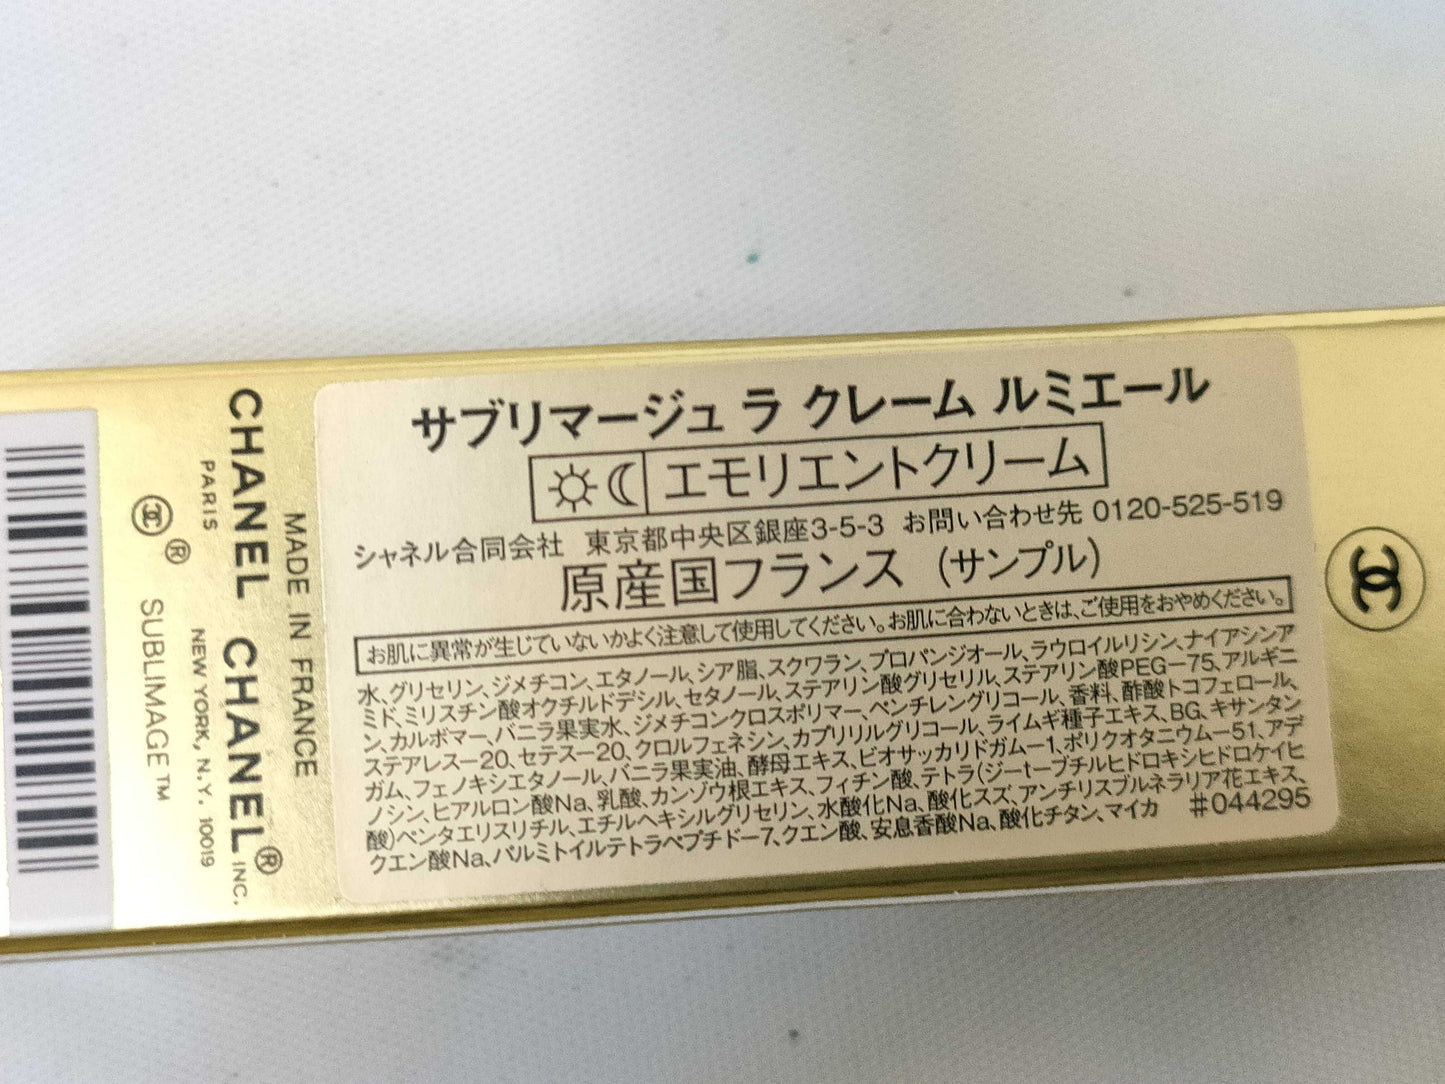 サブリマージュ ラ クレーム ルミエール
エモリエントクリーム
シャネル合同会社 東京都中央区銀座3-5-3 お問い合わせ先 0120-525-519
原産国フランス (サンプル)
お肌に異常が生じていないかよく注意して使用してください。お肌に合わないときは、ご使用をおやめください。
水、グリセリン、ジメチコン、エタノール、シア脂、スクワラン、プロパンジオール、ラウロイルリシン、ナイアシンア
ミド、ミリスチン酸オクチルドデシル、セタノール、ステアリン酸グリセリル、ステアリン酸PEG-75、アルギニ
ン、カルボマー、バニラ果実水、ジメチコンクロスポリマー、ペンチレングリコール、香料、酢酸トコフェロール、
ステアレス-20、セテス-20、クロルフェネシン、カプリリルグリコール、ライムギ種子エキス、BG、キサンタン
ガム、フェノキシエタノール、バニラ果実油、酵母エキス、ビオサッカリドガム-1、ポリクオタニウム-51、アデ
ノシン、ヒアルロン酸Na、乳酸、カンゾウ根エキス、フィチン酸、テトラ(ジ-t-ブチルヒドロキシヒドロケイヒ
酸)ペンタエリスリチル、エチルヘキシルグリセリン、水酸化Na、酸化スズ、アンチリスブルネラリア花エキス、
クエン酸Na、パルミトイルテトラペプチド-7、クエン酸、安息香酸Na、酸化チタン、マイカ #044295
MADE IN FRANCE
CHANEL CHANEL® INC.
PARIS NEW YORK, N.Y. 10019
® SUBLIMAGE™